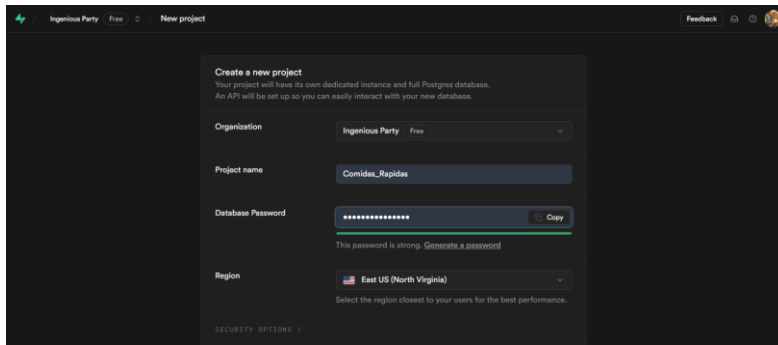 Ingenious Party Free New project Feedback
Create a new project
Your project will have its own dedicated instance and full Postgres database.
An API will be set up so you can easily interact with your new database.
Organization
Ingenious Party Free
Project name
Comidas_Rapidas
Database Password
••••••••••••••• Copy
This password is strong. Generate a password
Region
East US (North Virginia)
Select the region closest to your users for the best performance.
SECURITY OPTIONS >